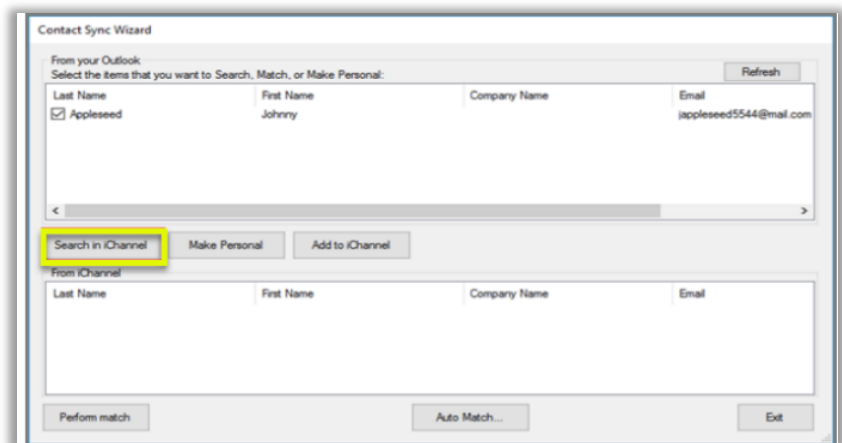 Contact Sync Wizard
From your Outlook
Select the items that you want to Search, Match, or Make Personal:
Refresh
Last Name First Name Company Name Email
Appleseed Johnny jappleseed5544@mail.com
Search in iChannel Make Personal Add to iChannel
From iChannel
Last Name First Name Company Name Email
Perform match Auto Match... Exit